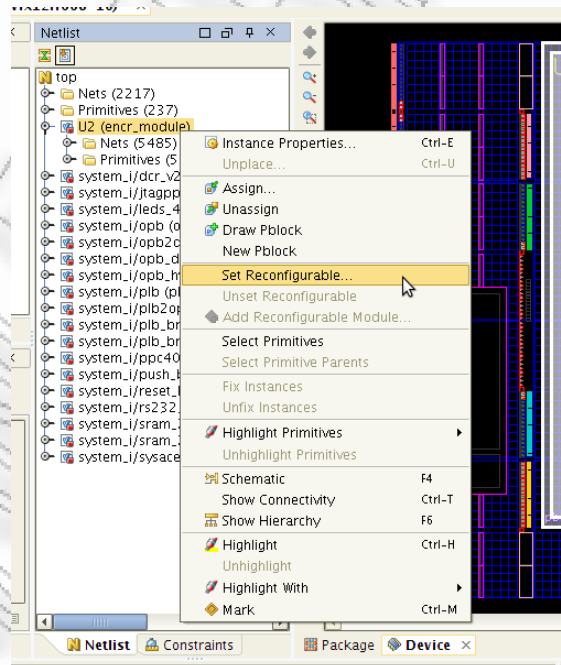 Netlist
top
Nets (2217)
Primitives (237)
U2 (encr_module)
Nets (5485)
Primitives (5
system_i/dcr_v2
system_i/jtagpp
system_i/leds_4
system_i/opb (o
system_i/opb2d
system_i/opb_d
system_i/opb_hw
system_i/plb (pl
system_i/plb2op
system_i/plb_br
system_i/plb_br
system_i/ppc40
system_i/push_b
system_i/reset_
system_i/rs232_
system_i/sram_
system_i/sram_
system_i/sysace
Instance Properties... Ctrl-E
Unplace... Ctrl-U
Assign...
Unassign
Draw Pblock
New Pblock
Set Reconfigurable...
Unset Reconfigurable
Add Reconfigurable Module...
Select Primitives
Select Primitive Parents
Fix Instances
Unfix Instances
Highlight Primitives
Unhighlight Primitives
Schematic F4
Show Connectivity Ctrl-T
Show Hierarchy F6
Highlight Ctrl-H
Unhighlight
Highlight With
Mark Ctrl-M
Netlist Constraints Package Device